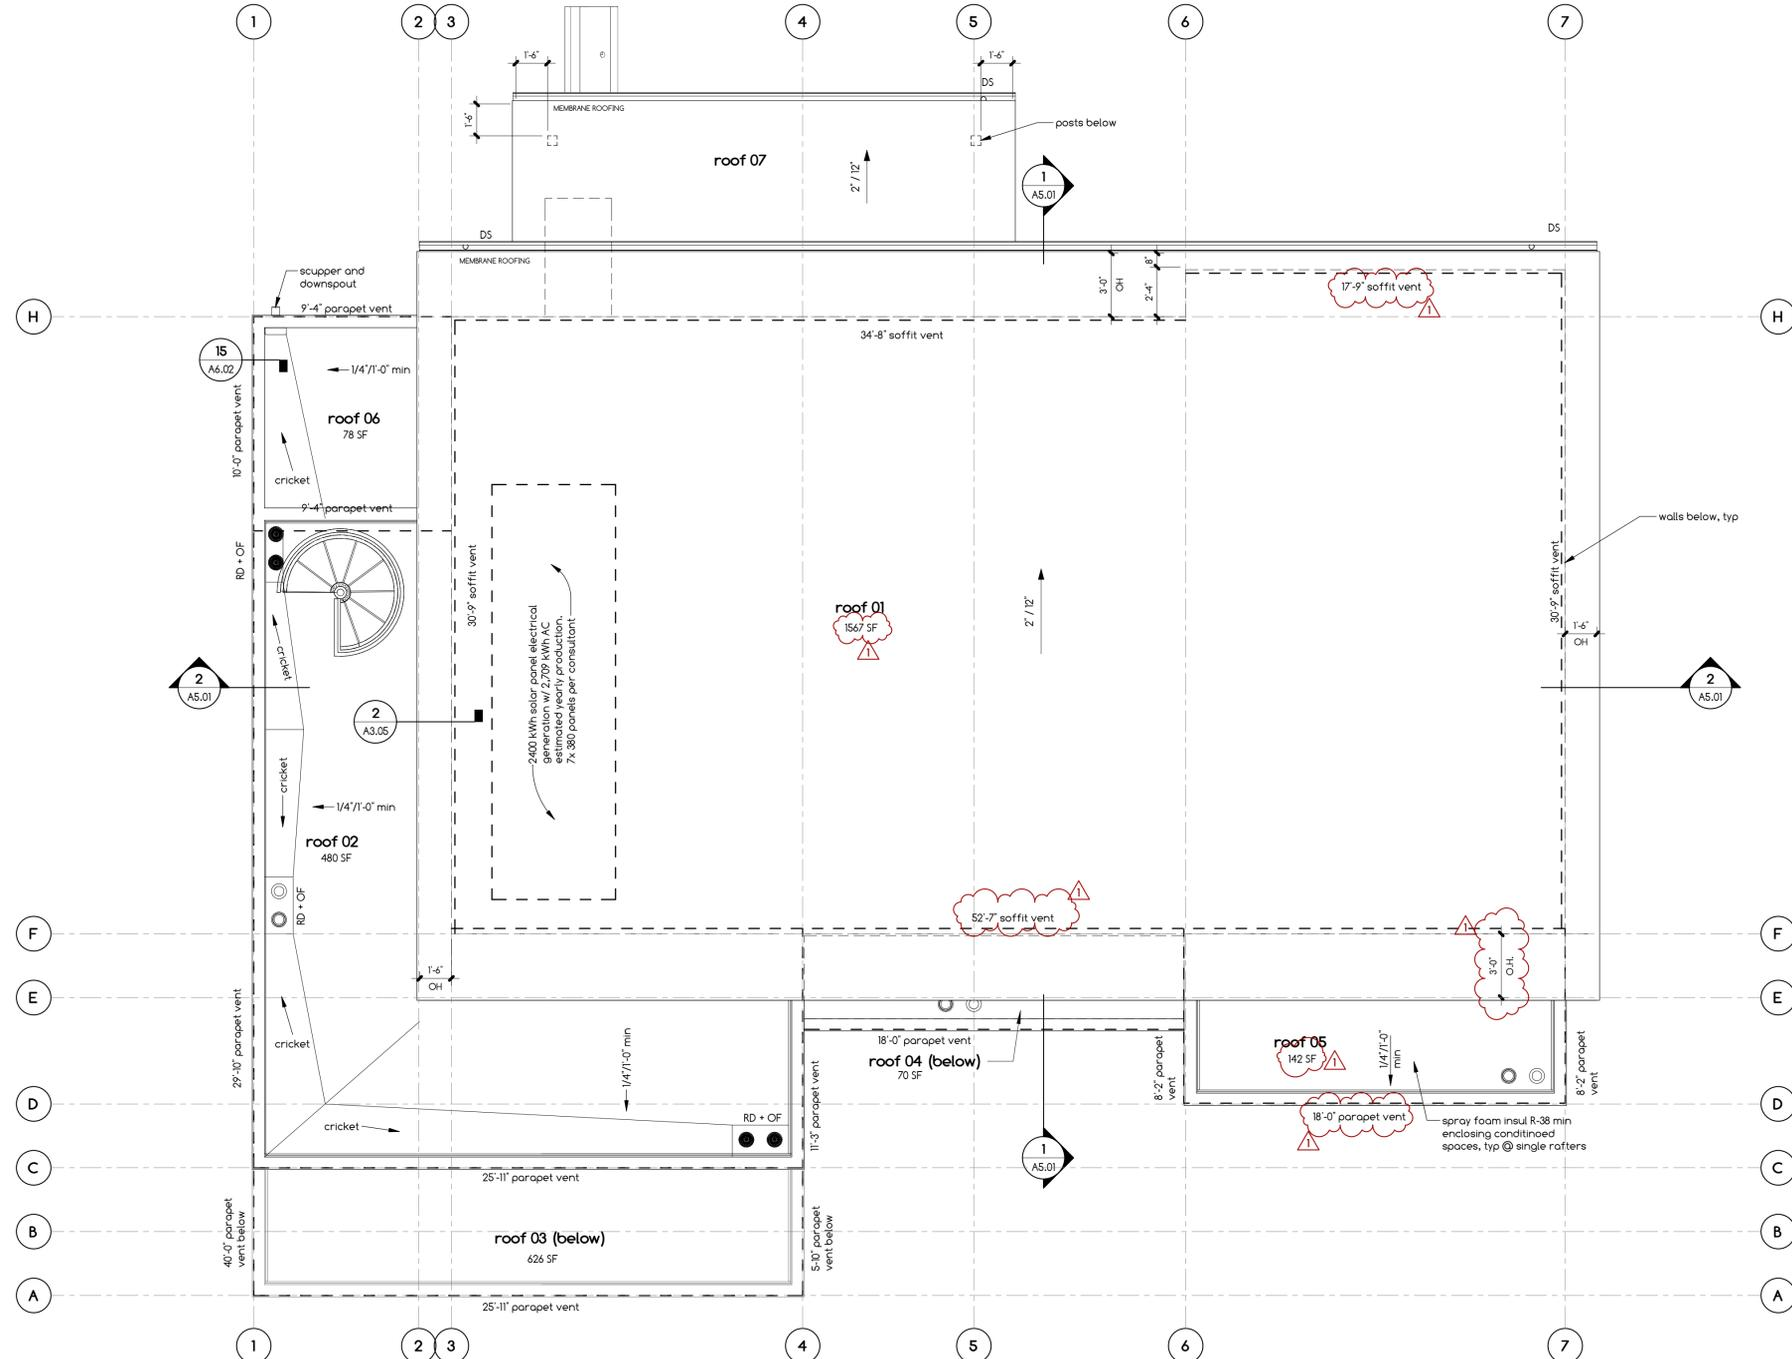 1
2
3
4
5
6
7
1'-6"
1'-6"
DS
MEMBRANE ROOFING
1'-6"
posts below
roof 07
2" / 12"
1
A5.01
DS
DS
MEMBRANE ROOFING
scupper and
downspout
9'-4" parapet vent
3'-0"
OH
8"
2'-4"
17'-9" soffit vent
1
H
H
34'-8" soffit vent
15
A6.02
1/4"/1'-0" min
10'-0" parapet vent
roof 06
78 SF
cricket
9'-4" parapet vent
walls below, typ
RD + OF
30'-9" soffit vent
30'-9" soffit vent
2400 kWh solar panel electrical
generation w/ 2,709 kWh AC
estimated yearly production.
7x 380 panels per consultant
roof 01
1567 SF
1
2" / 12"
1'-6"
OH
cricket
2
A5.01
2
A5.01
2
A3.05
cricket
1/4"/1'-0" min
roof 02
480 SF
RD + OF
52'-7" soffit vent
1
1
F
F
3'-0"
O.H.
1'-6"
OH
E
E
29'-10" parapet vent
cricket
1/4"/1'-0" min
18'-0" parapet vent
roof 04 (below)
70 SF
8'-2" parapet
vent
roof 05
142 SF
1
1/4"/1'-0"
min
8'-2" parapet
vent
11'-3" parapet vent
D
D
18'-0" parapet vent
1
spray foam insul R-38 min
enclosing conditinoed
spaces, typ @ single rafters
cricket
RD + OF
1
A5.01
C
C
25'-11" parapet vent
40'-0" parapet
vent below
B
B
roof 03 (below)
626 SF
5-10" parapet
vent below
A
A
25'-11" parapet vent
1
2
3
4
5
6
7